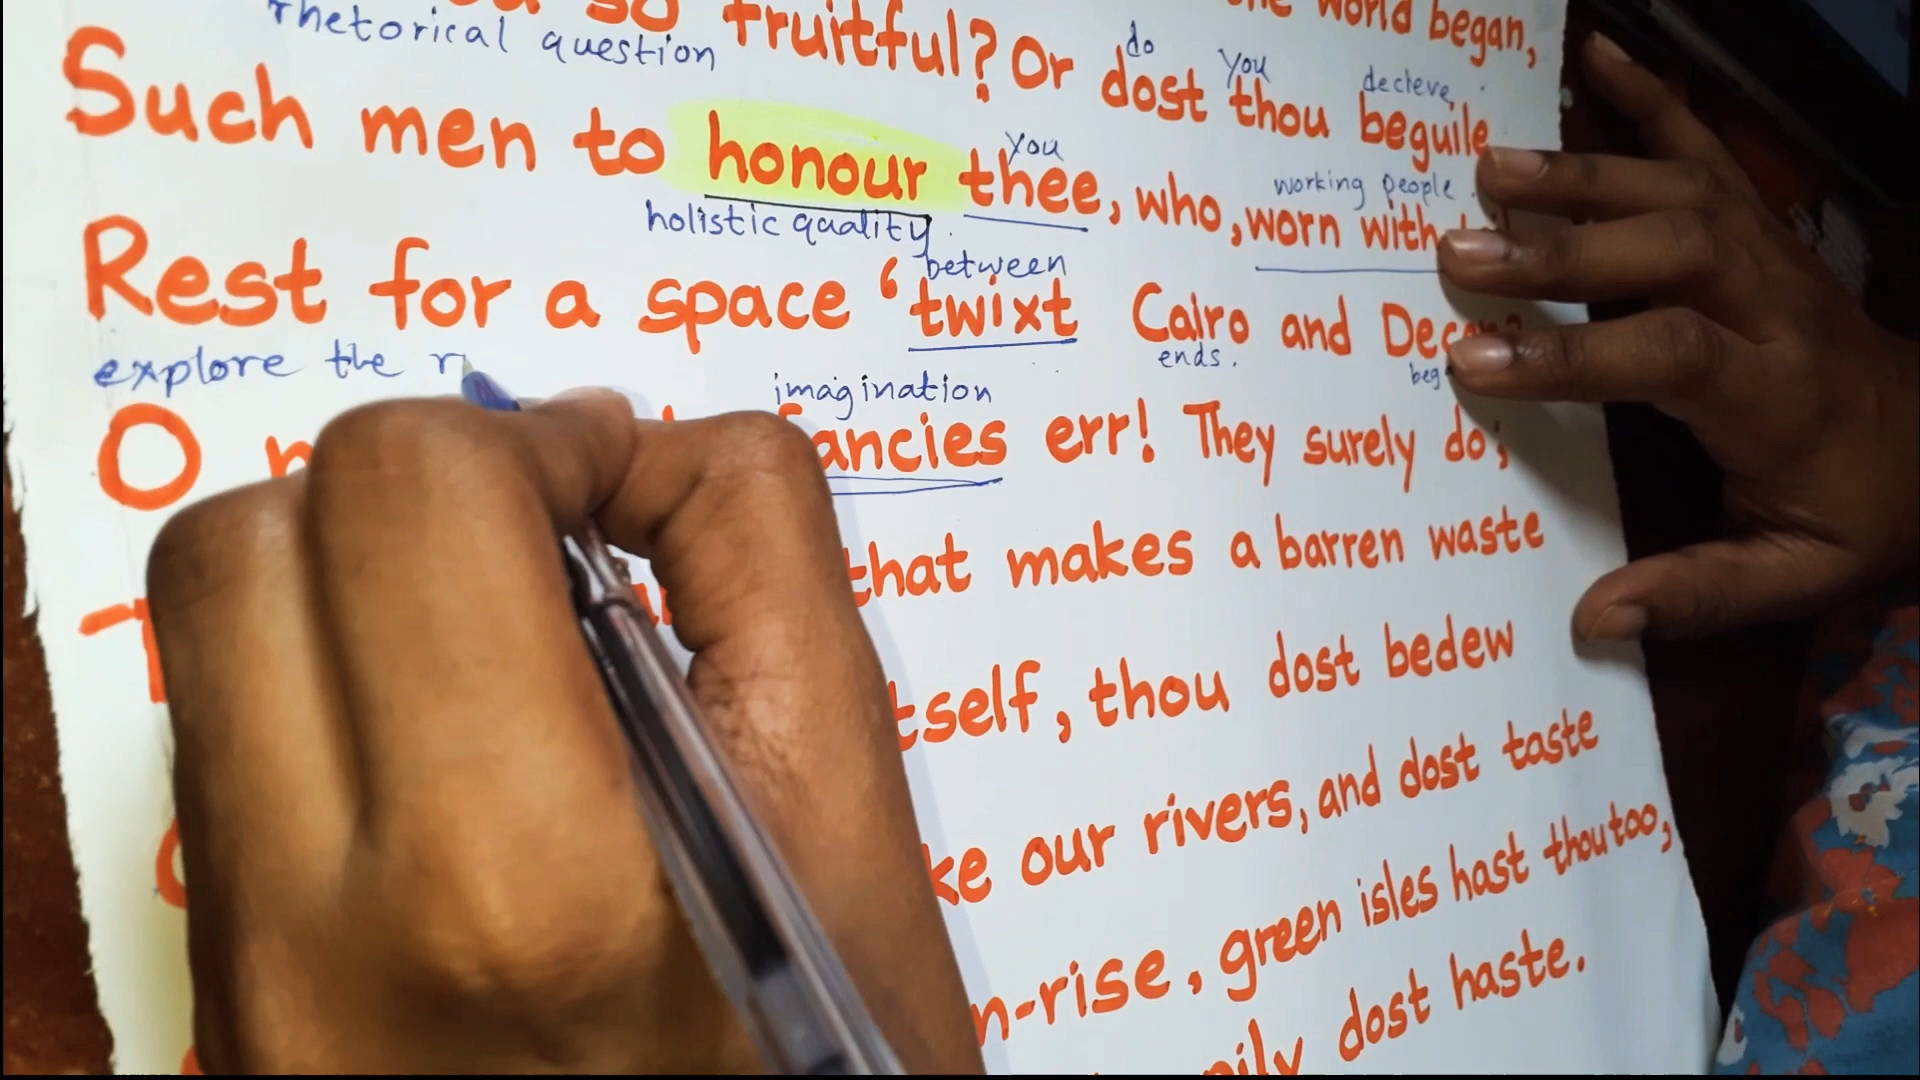 so fruitful? Or dost thou beguile
world began,
rhetorical question
do you decieve,
Such men to honour thee, who, worn with
you
working people.
holistic quality.
between
Rest for a space ‘twixt Cairo and
ends.
explore the r
imagination
O fancies err! They surely do;
that makes a barren waste
tself, thou dost bedew
ke our rivers, and dost taste
n-rise, green isles hast thou too,
pily dost haste.